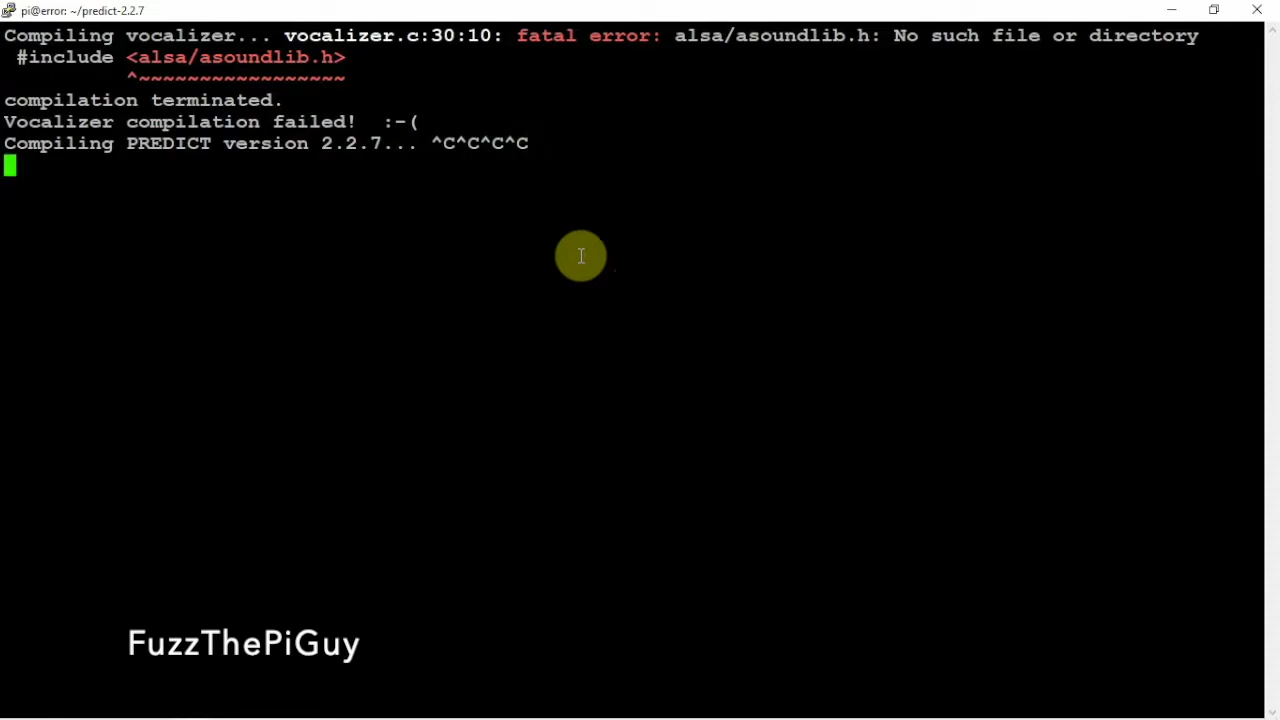 pi@error: ~/predict-2.2.7
Compiling vocalizer... vocalizer.c:30:10: fatal error: alsa/asoundlib.h: No such file or directory
 #include <alsa/asoundlib.h>
          ^~~~~~~~~~~~~~~~~~
compilation terminated.
Vocalizer compilation failed!  :-(
Compiling PREDICT version 2.2.7... ^C^C^C^C
FuzzThePiGuy